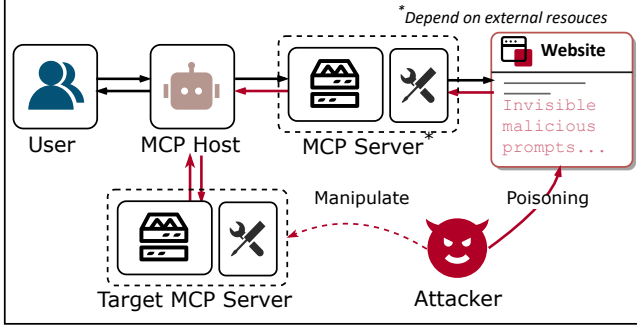 *Depend on external resouces
Website
Invisible
malicious
prompts...
User
MCP Host
MCP Server*
Manipulate
Poisoning
Target MCP Server
Attacker